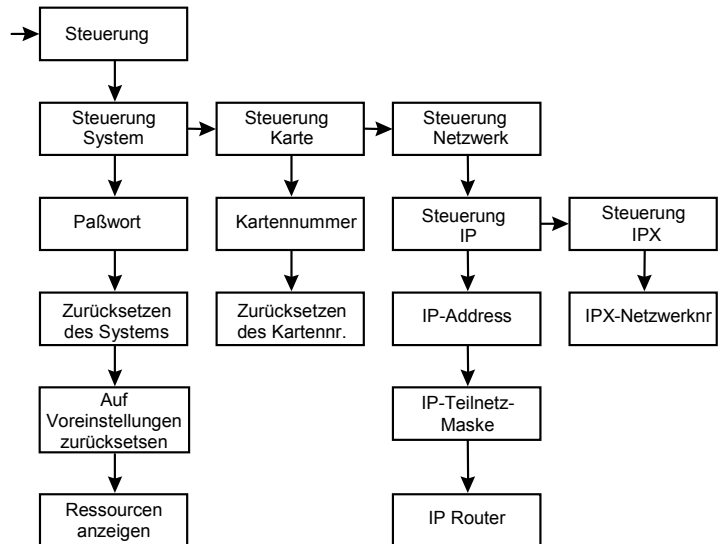 Steuerung
Steuerung
System
Steuerung
Karte
Steuerung
Netzwerk
Paßwort
Kartennummer
Steuerung
IP
Steuerung
IPX
Zurücksetzen
des Systems
Zurücksetzen
des Kartennr.
IP-Address
IPX-Netzwerknr
Auf
Voreinstellungen
zurücksetsen
IP-Teilnetz-
Maske
Ressourcen
anzeigen
IP Router